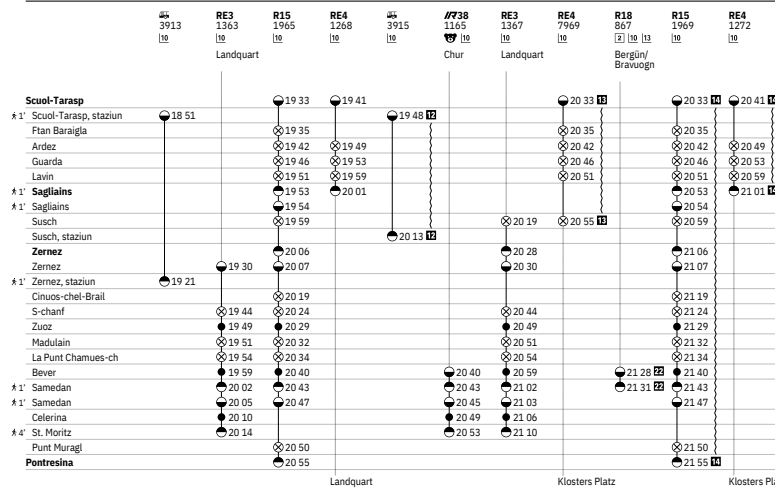 RE3 R15 RE4 738 RE3 RE4 R18 R15 RE4
3913 1363 1965 1268 3915 1165 1367 7969 867 1969 1272
10 10 10 10 10 10 10 10 2 10 13 10 10
Landquart Chur Landquart Bergün/
Bravuogn
Scuol-Tarasp 19 33 19 41 20 33 13 20 33 14 20 41
1' Scuol-Tarasp, staziun 18 51 19 48 12
Ftan Baraigla 19 35 20 35 20 35
Ardez 19 42 19 49 20 42 20 42 20 49
Guarda 19 46 19 53 20 46 20 46 20 53
Lavin 19 51 19 59 20 51 20 51 20 59
1' Sagliains 19 53 20 01 20 53 21 01
1' Sagliains 19 54 20 54
Susch 19 59 20 19 20 55 13 20 59
Susch, staziun 20 13 12
Zernez 20 06 20 28 21 06
Zernez 19 30 20 07 20 30 21 07
1' Zernez, staziun 19 21
Cinuos-chel-Brail 20 19 21 19
S-chanf 19 44 20 24 20 44 21 24
Zuoz 19 49 20 29 20 49 21 29
Madulain 19 51 20 32 20 51 21 32
La Punt Chamues-ch 19 54 20 34 20 54 21 34
Bever 19 59 20 40 20 40 20 59 21 28 22 21 40
1' Samedan 20 02 20 43 20 43 21 02 21 31 22 21 43
1' Samedan 20 05 20 47 20 45 21 03 21 47
Celerina 20 10 20 49 21 06
4' St. Moritz 20 14 20 53 21 10
Punt Muragl 20 50 21 50
Pontresina 20 55 21 55 14
Landquart Klosters Platz Klosters Pla